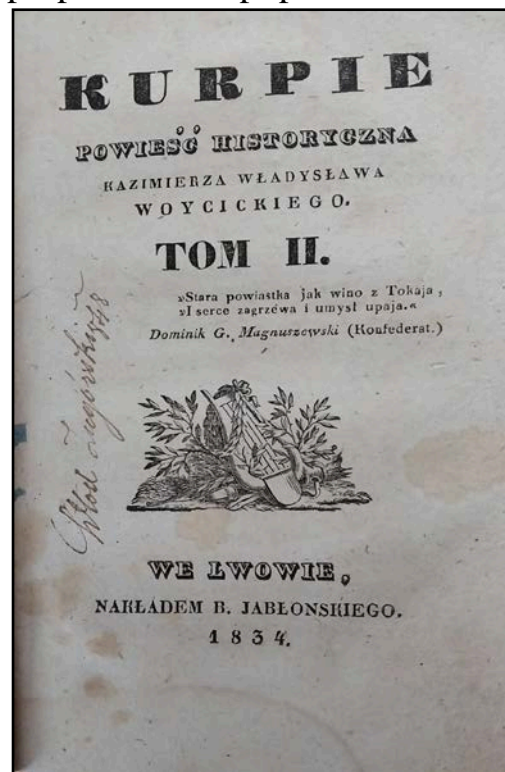 KURPIE
POWIEŚĆ HISTORYCZNA
KAZIMIERZA WŁADYSŁAWA
WOYCICKIEGO.
TOM II.
»Stara powiastka jak wino z Tokaja,
»I serce zagrzéwa i umysł upaja.«
Dominik G. Magnuszewski (Konfederat.)
WE LWOWIE,
NAKŁADEM B. JABŁONSKIEGO.
1834.